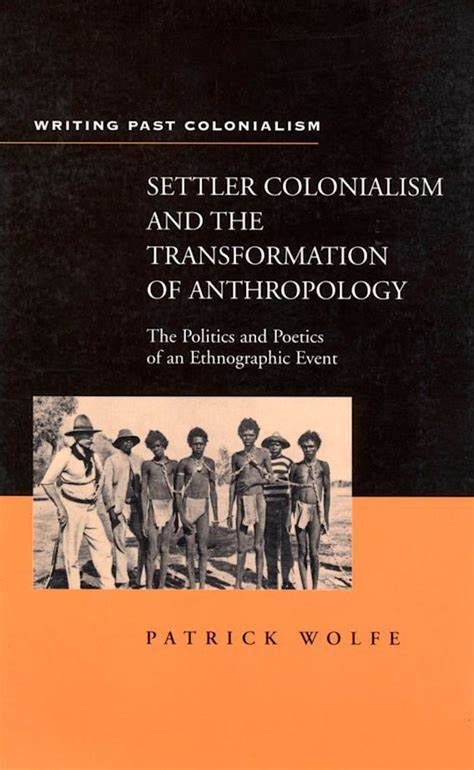 WRITING PAST COLONIALISM
SETTLER COLONIALISM
AND THE
TRANSFORMATION
OF ANTHROPOLOGY
The Politics and Poetics
of an Ethnographic Event
PATRICK WOLFE